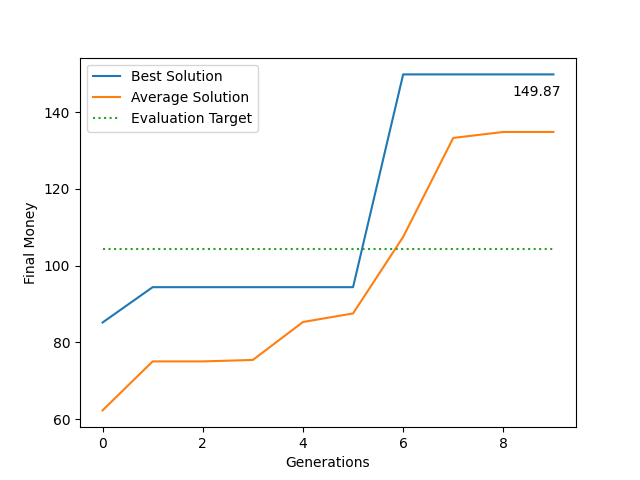 Best Solution
Average Solution
Evaluation Target
149.87
140
120
100
80
60
Final Money
0 2 4 6 8
Generations